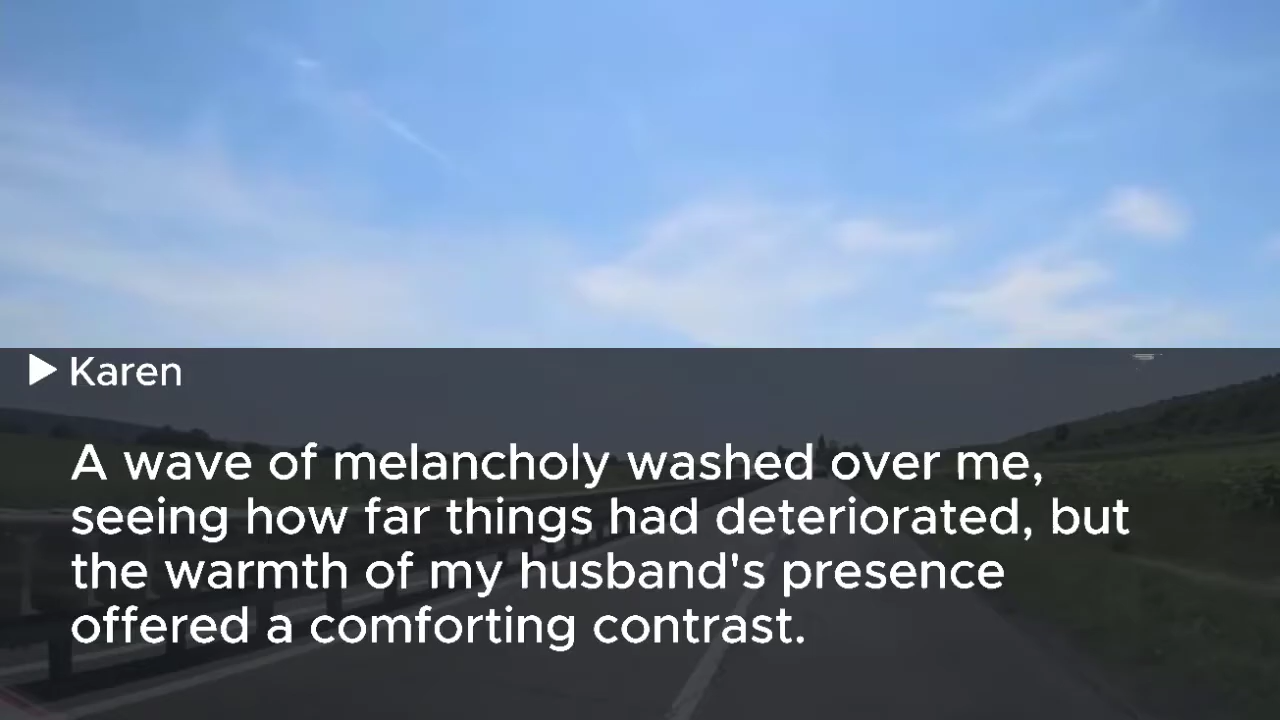 Karen
A wave of melancholy washed over me,
seeing how far things had deteriorated, but
the warmth of my husband's presence
offered a comforting contrast.